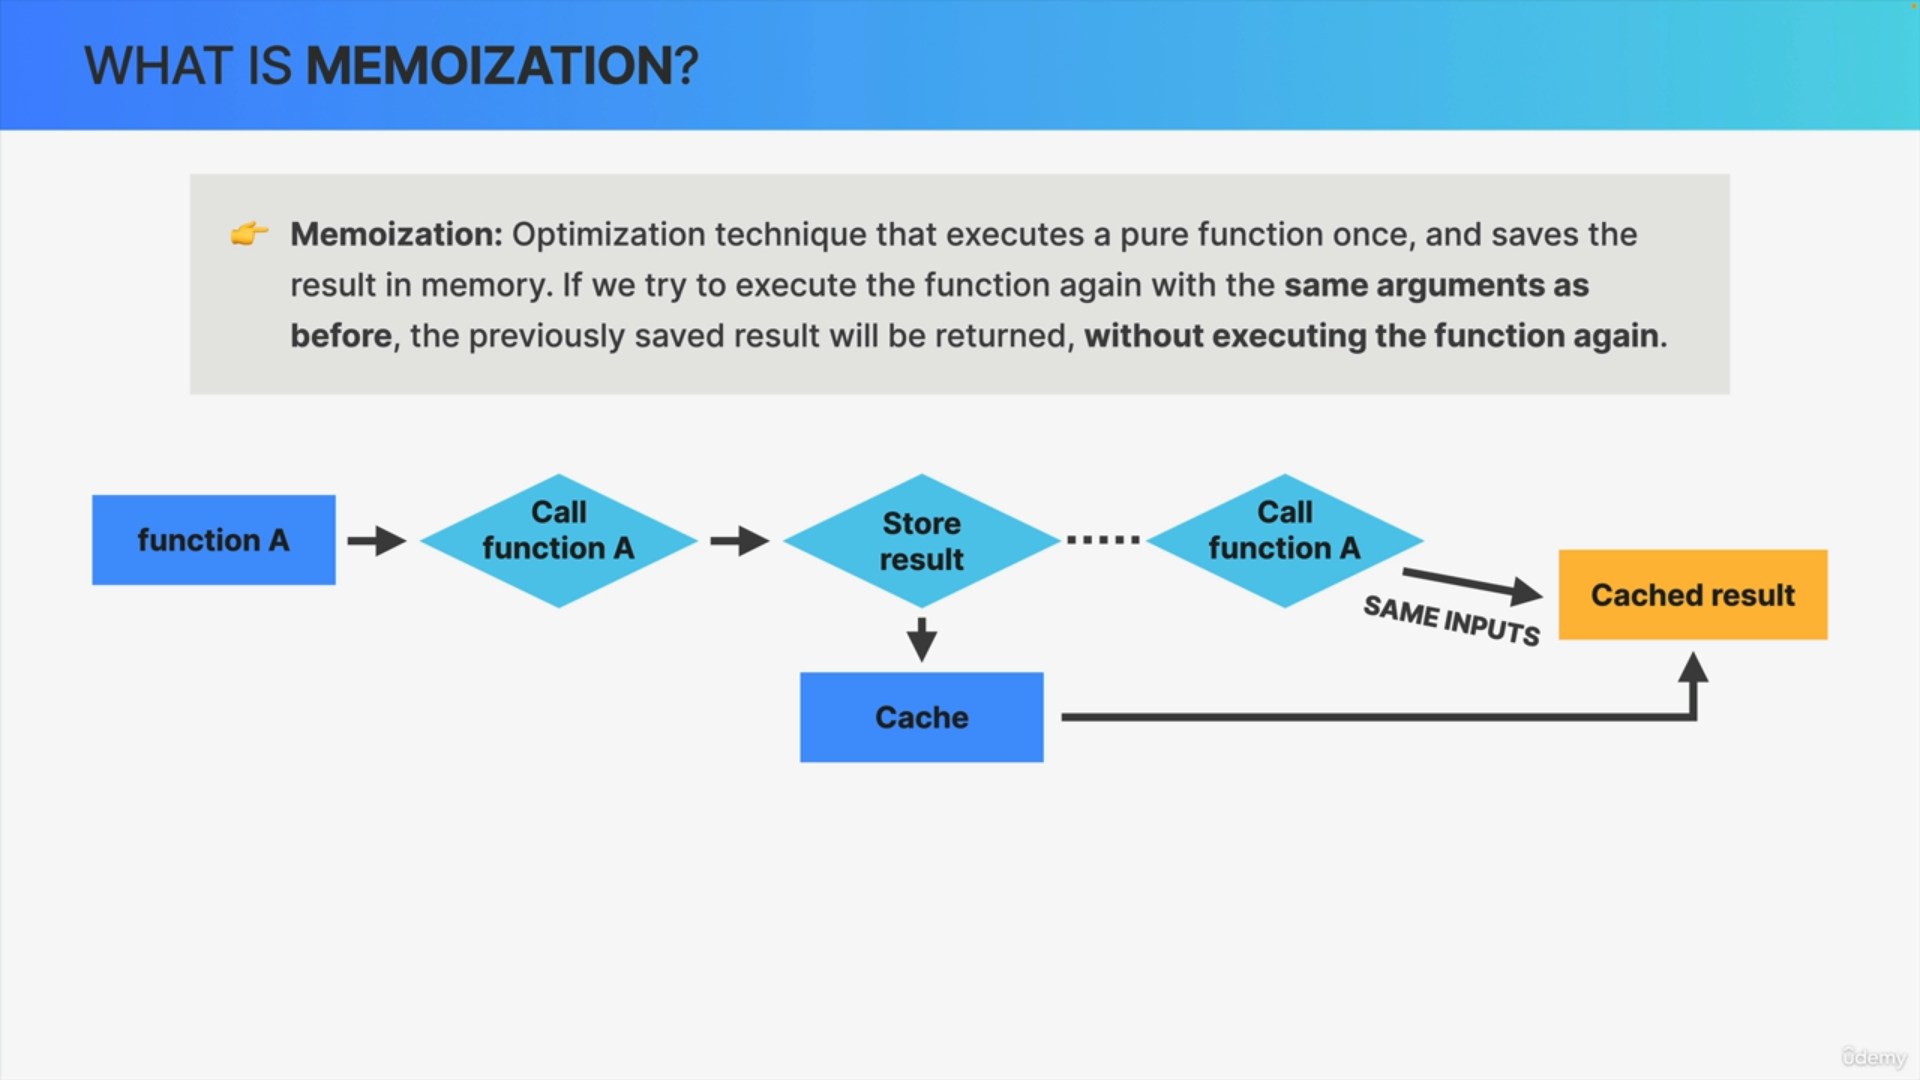 WHAT IS MEMOIZATION?
👉 Memoization: Optimization technique that executes a pure function once, and saves the
result in memory. If we try to execute the function again with the same arguments as
before, the previously saved result will be returned, without executing the function again.
function A
Call
function A
Store
result
Call
function A
SAME INPUTS
Cached result
Cache
ûdemy